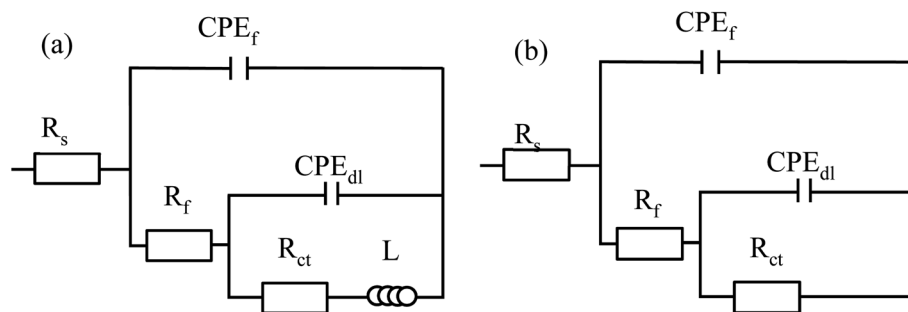 (a)
CPE_f
R_s
CPE_dl
R_f
R_ct
L
(b)
CPE_f
R_s
CPE_dl
R_f
R_ct